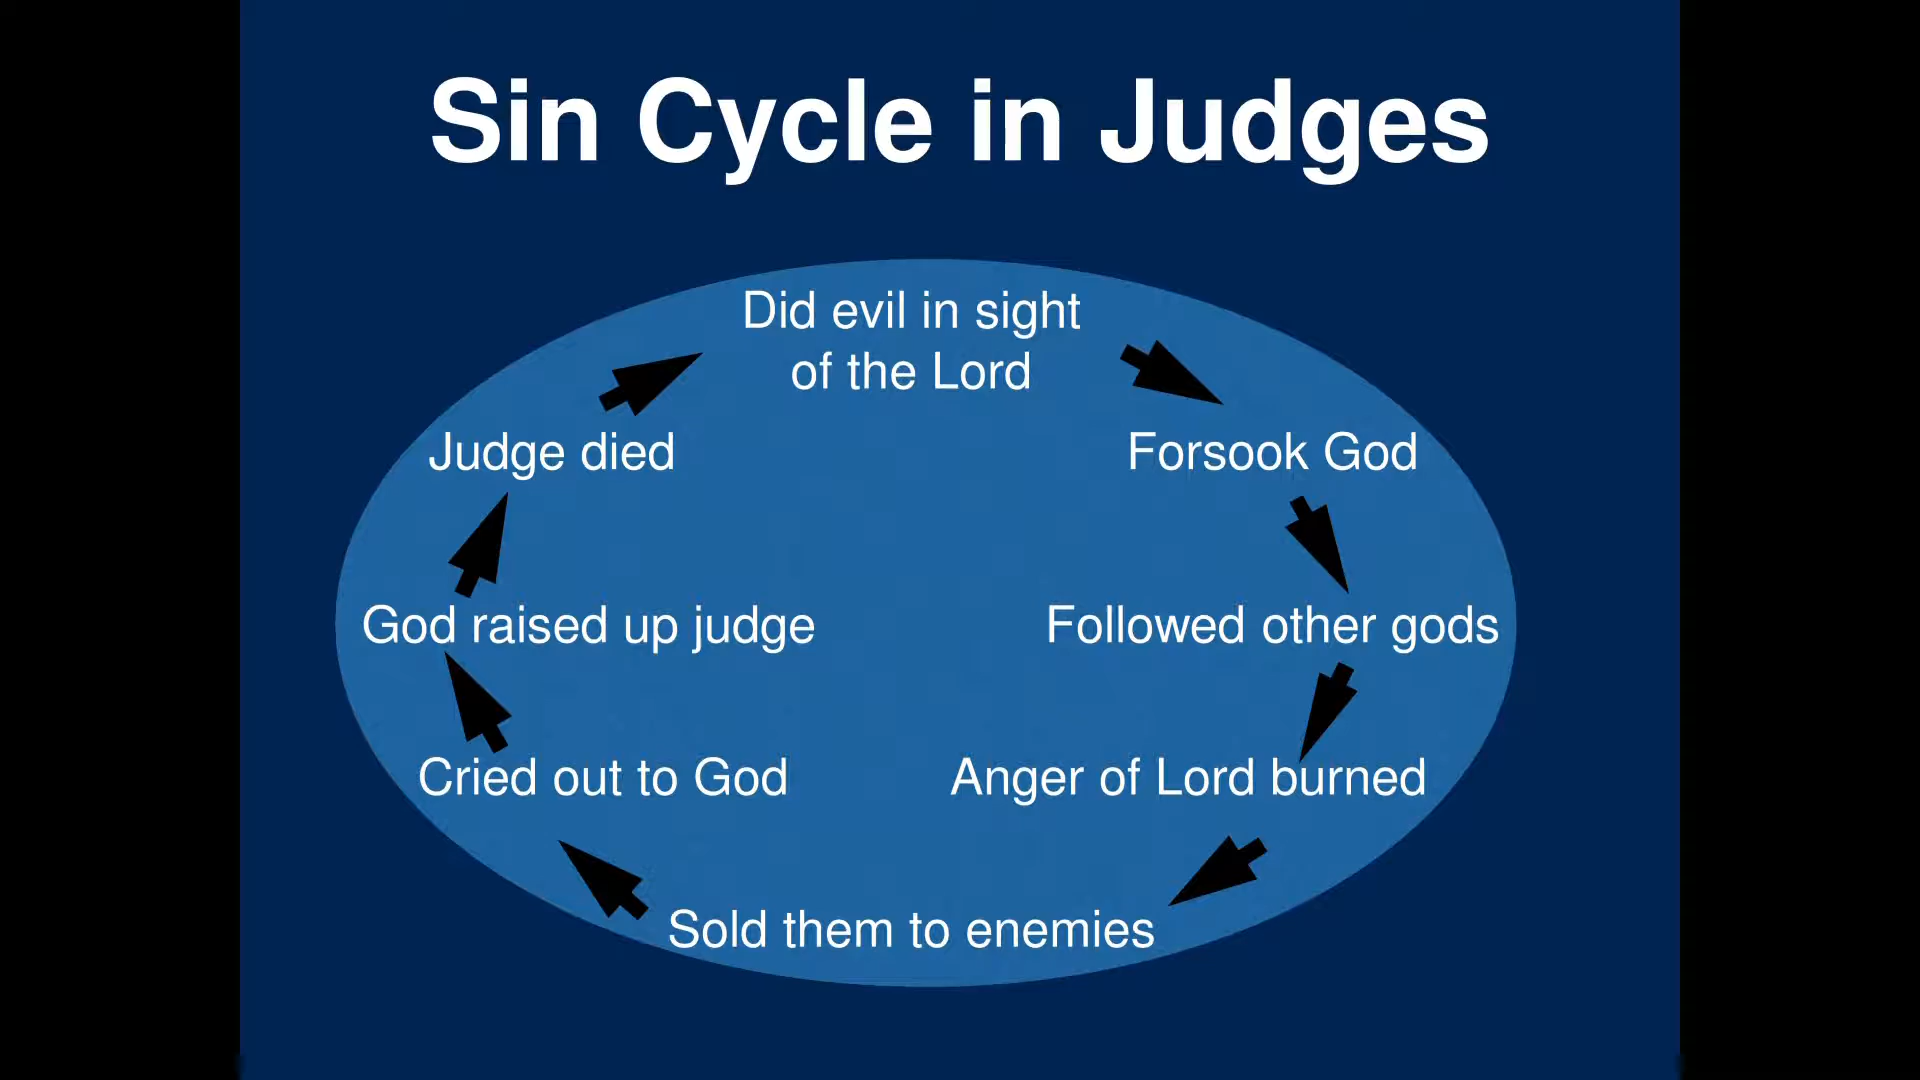 Sin Cycle in Judges
Did evil in sight
of the Lord
Forsook God
Followed other gods
Anger of Lord burned
Sold them to enemies
Cried out to God
God raised up judge
Judge died